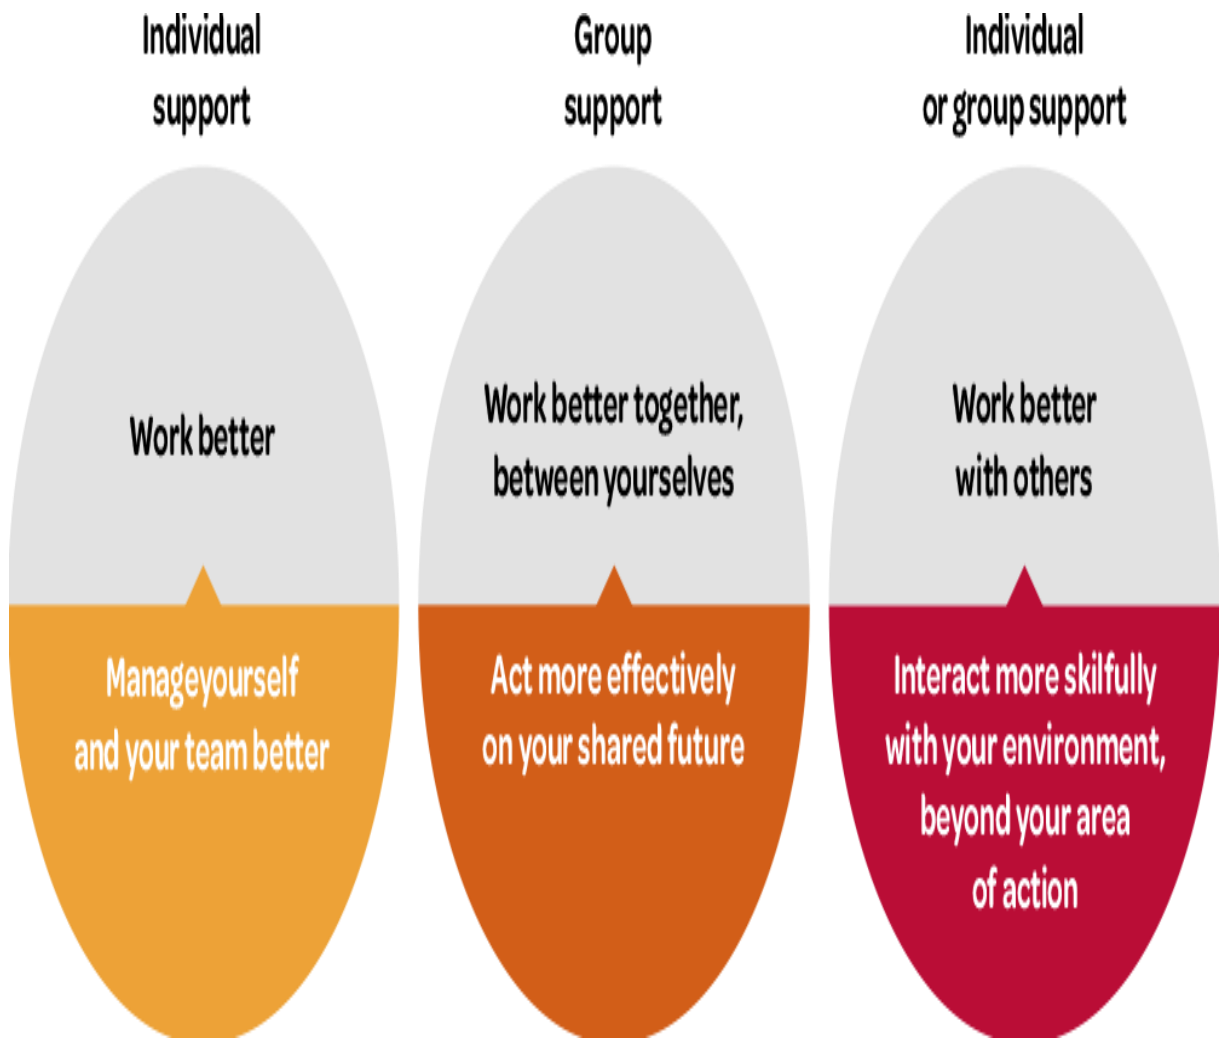 Individual
support
Work better
Manageyourself
and your team better
Group
support
Work better together,
between yourselves
Act more effectively
on your shared future
Individual
or group support
Work better
with others
Interact more skilfully
with your environment,
beyond your area
of action